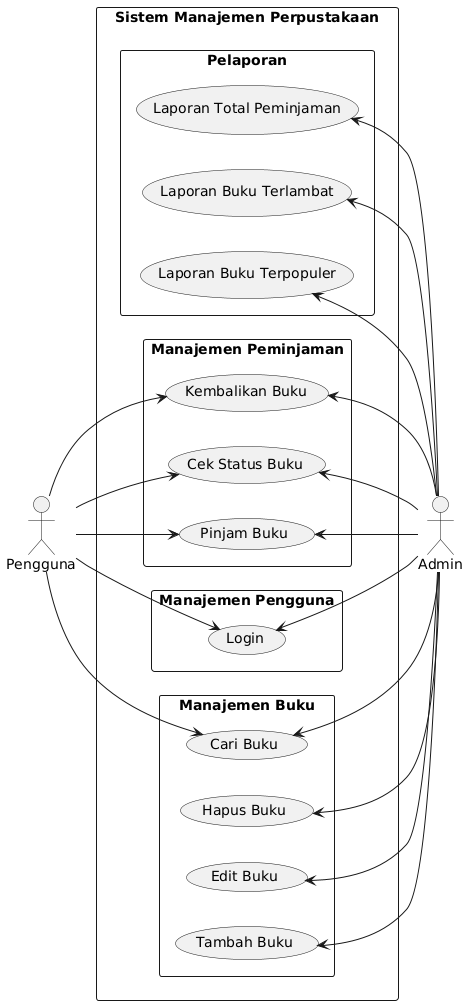 Sistem Manajemen Perpustakaan
Pelaporan
Laporan Total Peminjaman
Laporan Buku Terlambat
Laporan Buku Terpopuler
Manajemen Peminjaman
Kembalikan Buku
Cek Status Buku
Pinjam Buku
Pengguna
Admin
Manajemen Pengguna
Login
Manajemen Buku
Cari Buku
Hapus Buku
Edit Buku
Tambah Buku